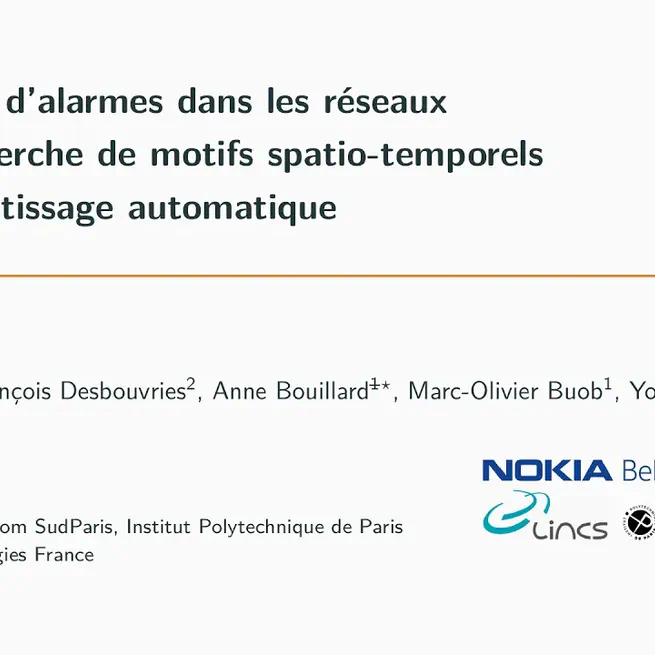 d'alarmes dans les réseaux
erche de motifs spatio-temporels
tissage automatique
nçois Desbouvries², Anne Bouillard¹*, Marc-Olivier Buob¹, Yo
NOKIA Bel
Lincs
om SudParis, Institut Polytechnique de Paris
gies France